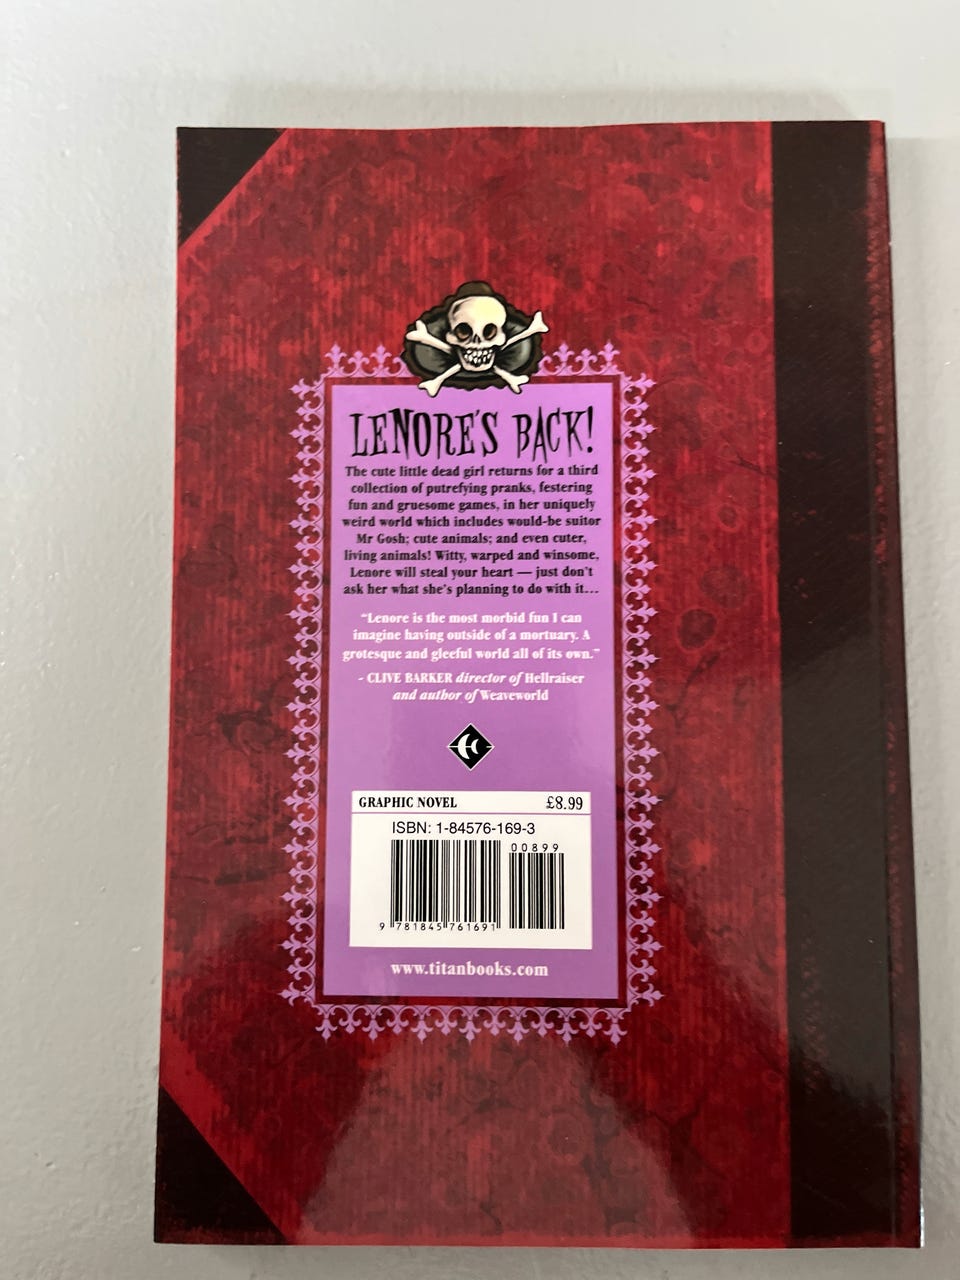 LENORE'S BACK!
The cute little dead girl returns for a third
collection of putrefying pranks, festering
fun and gruesome games, in her uniquely
weird world which includes would-be suitor
Mr Gosh; cute animals; and even cuter,
living animals! Witty, warped and winsome,
Lenore will steal your heart — just don't
ask her what she's planning to do with it...
"Lenore is the most morbid fun I can
imagine having outside of a mortuary. A
grotesque and gleeful world all of its own."
- CLIVE BARKER director of Hellraiser
and author of Weaveworld
GRAPHIC NOVEL £8.99
ISBN: 1-84576-169-3
00899
9 781845 761691
www.titanbooks.com